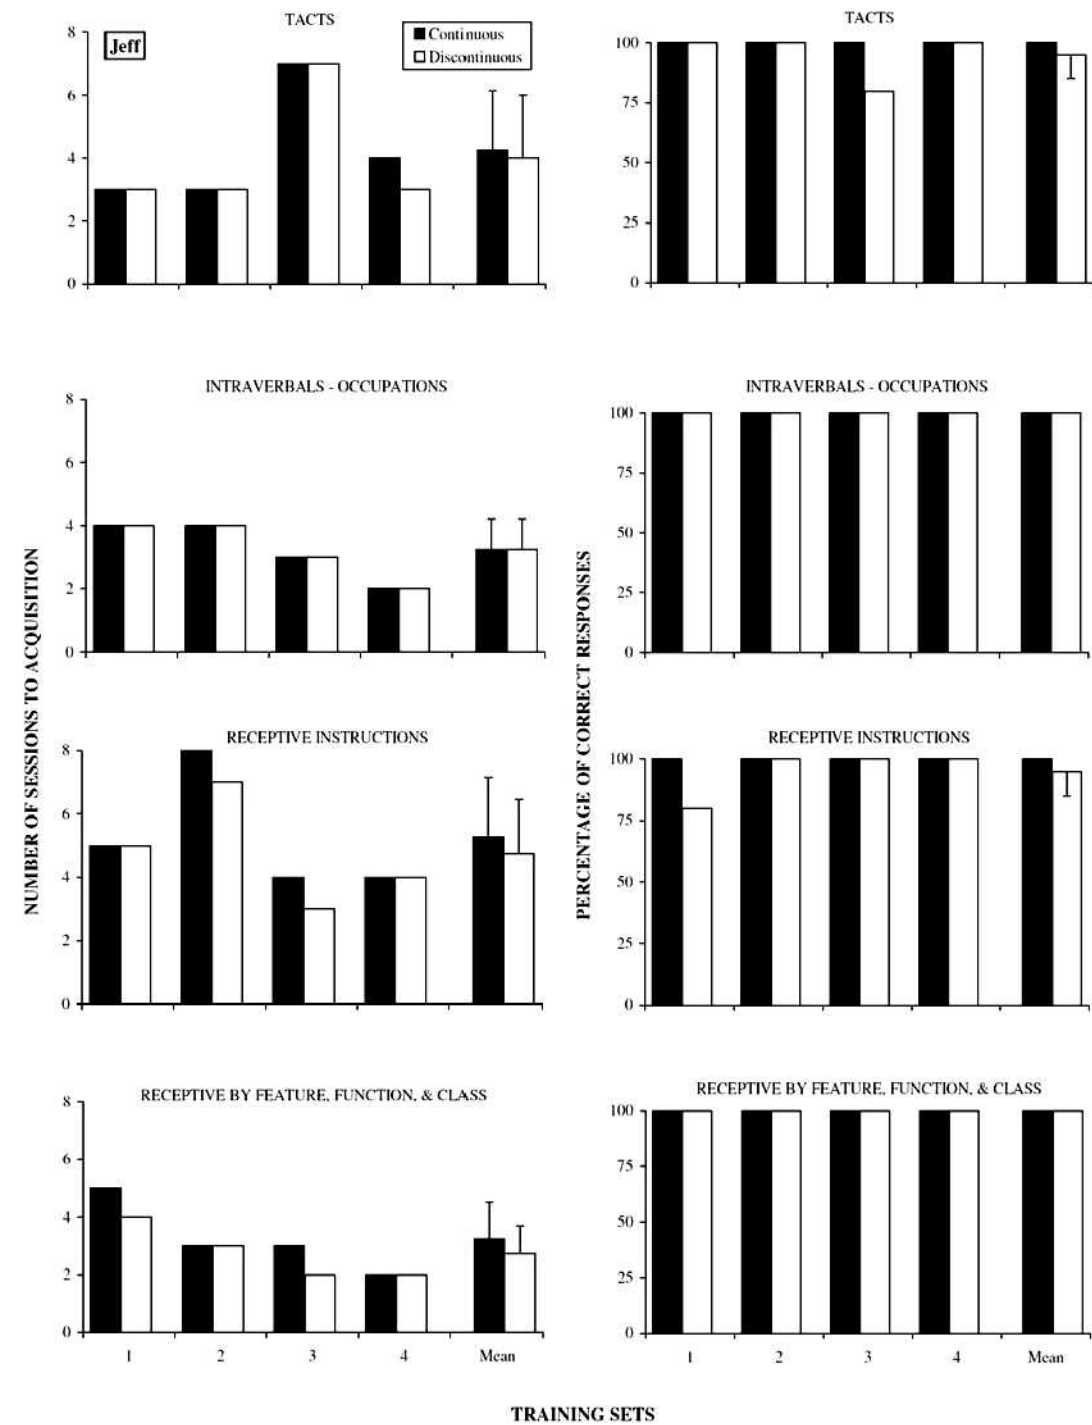 TACTS
Jeff
Continuous
Discontinuous
8
6
4
2
0
TACTS
100
75
50
25
0
INTRAVERBALS - OCCUPATIONS
8
6
4
2
0
INTRAVERBALS - OCCUPATIONS
100
75
50
25
0
NUMBER OF SESSIONS TO ACQUISITION
PERCENTAGE OF CORRECT RESPONSES
RECEPTIVE INSTRUCTIONS
8
6
4
2
0
RECEPTIVE INSTRUCTIONS
100
75
50
25
0
RECEPTIVE BY FEATURE, FUNCTION, & CLASS
8
6
4
2
0
1 2 3 4 Mean
RECEPTIVE BY FEATURE, FUNCTION, & CLASS
100
75
50
25
0
1 2 3 4 Mean
TRAINING SETS